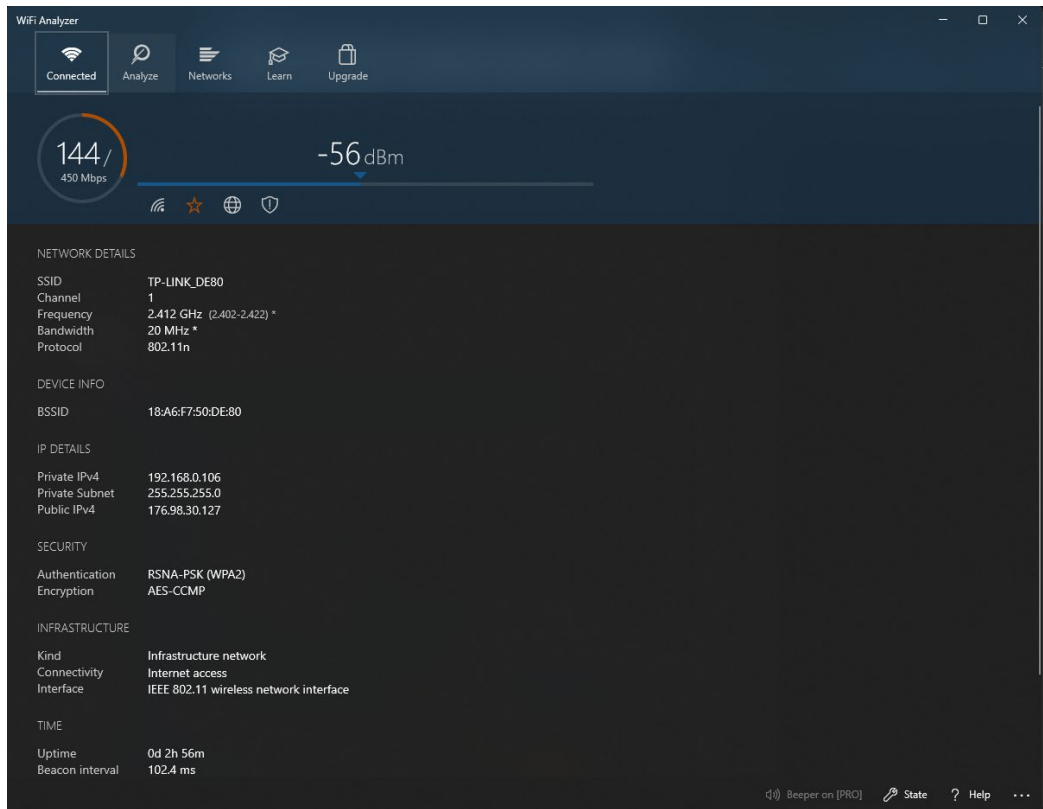 WiFi Analyzer
Connected Analyze Networks Learn Upgrade
144/
450 Mbps
-56 dBm
NETWORK DETAILS
SSID TP-LINK_DE80
Channel 1
Frequency 2.412 GHz (2.402-2.422) *
Bandwidth 20 MHz *
Protocol 802.11n
DEVICE INFO
BSSID 18:A6:F7:50:DE:80
IP DETAILS
Private IPv4 192.168.0.106
Private Subnet 255.255.255.0
Public IPv4 176.98.30.127
SECURITY
Authentication RSNA-PSK (WPA2)
Encryption AES-CCMP
INFRASTRUCTURE
Kind Infrastructure network
Connectivity Internet access
Interface IEEE 802.11 wireless network interface
TIME
Uptime 0d 2h 56m
Beacon interval 102.4 ms
Beeper on [PRO] State ? Help ...